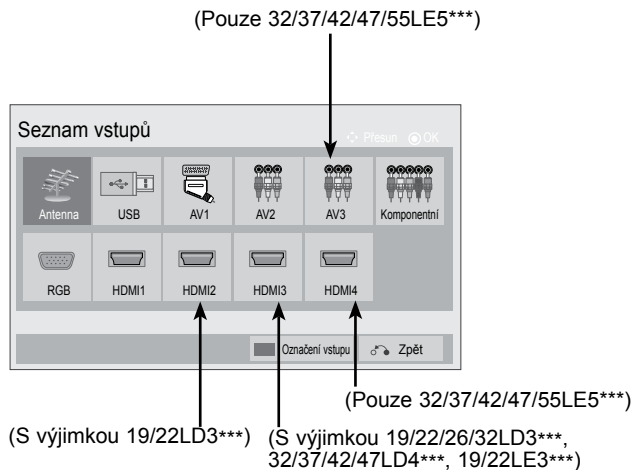 (Pouze 32/37/42/47/55LE5***)
Seznam vstupů
Přesun OK
Antenna USB AV1 AV2 AV3 Komponentní
RGB HDMI1 HDMI2 HDMI3 HDMI4
Označení vstupu Zpět
(Pouze 32/37/42/47/55LE5***)
(S výjimkou 19/22LD3***)
(S výjimkou 19/22/26/32LD3***,
32/37/42/47LD4***, 19/22LE3***)